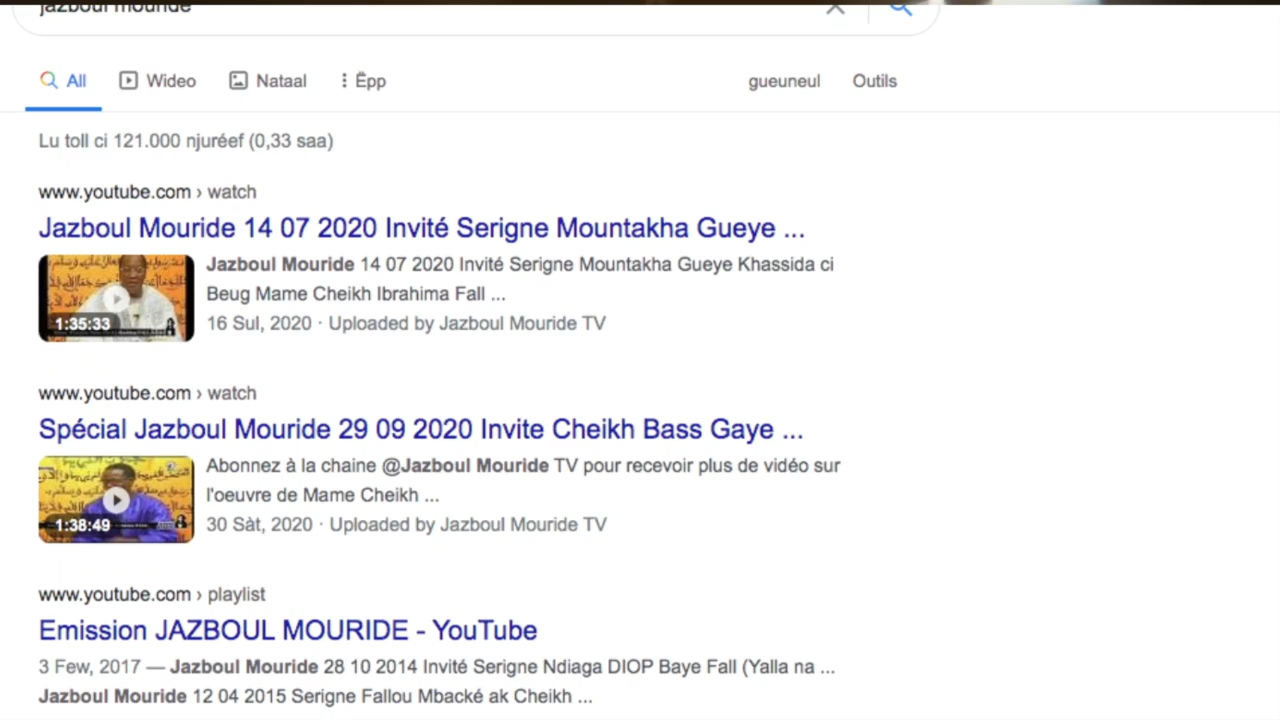 jazboul mouride
All Wideo Nataal Ëpp gueuneul Outils
Lu toll ci 121.000 njuréef (0,33 saa)
www.youtube.com › watch
Jazboul Mouride 14 07 2020 Invité Serigne Mountakha Gueye ...
Jazboul Mouride 14 07 2020 Invité Serigne Mountakha Gueye Khassida ci
Beug Mame Cheikh Ibrahima Fall ...
1:35:33
16 Sul, 2020 · Uploaded by Jazboul Mouride TV
www.youtube.com › watch
Spécial Jazboul Mouride 29 09 2020 Invite Cheikh Bass Gaye ...
Abonnez à la chaine @Jazboul Mouride TV pour recevoir plus de vidéo sur
l'oeuvre de Mame Cheikh ...
1:38:49
30 Sàt, 2020 · Uploaded by Jazboul Mouride TV
www.youtube.com › playlist
Emission JAZBOUL MOURIDE - YouTube
3 Few, 2017 — Jazboul Mouride 28 10 2014 Invité Serigne Ndiaga DIOP Baye Fall (Yalla na ...
Jazboul Mouride 12 04 2015 Serigne Fallou Mbacké ak Cheikh ...